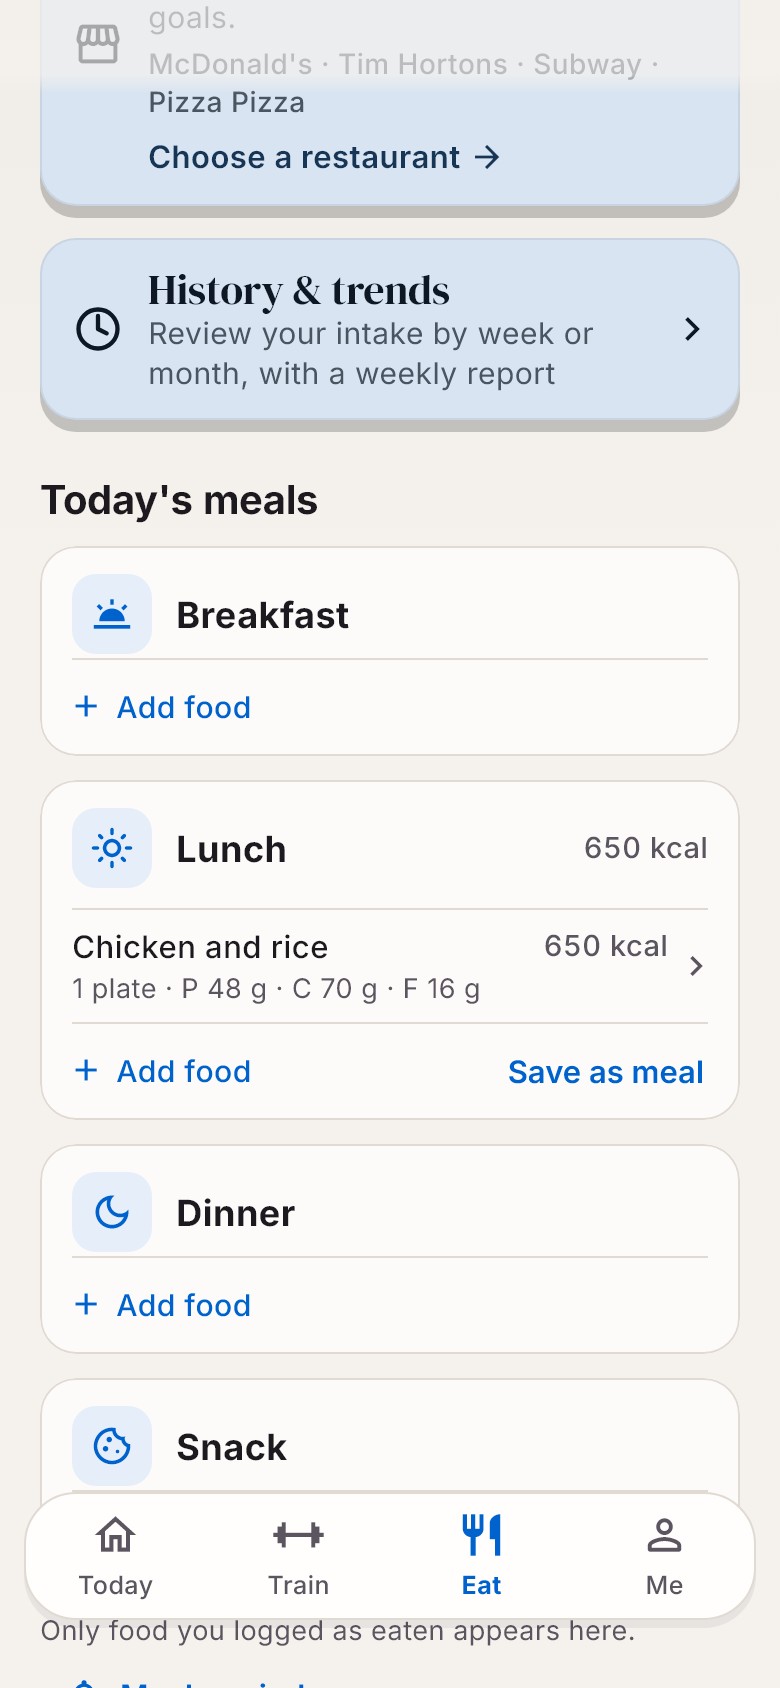 goals.
McDonald's · Tim Hortons · Subway ·
Pizza Pizza
Choose a restaurant →
History & trends
Review your intake by week or
month, with a weekly report
Today's meals
Breakfast
+ Add food
Lunch 650 kcal
Chicken and rice 650 kcal
1 plate · P 48 g · C 70 g · F 16 g
+ Add food Save as meal
Dinner
+ Add food
Snack
Today Train Eat Me
Only food you logged as eaten appears here.